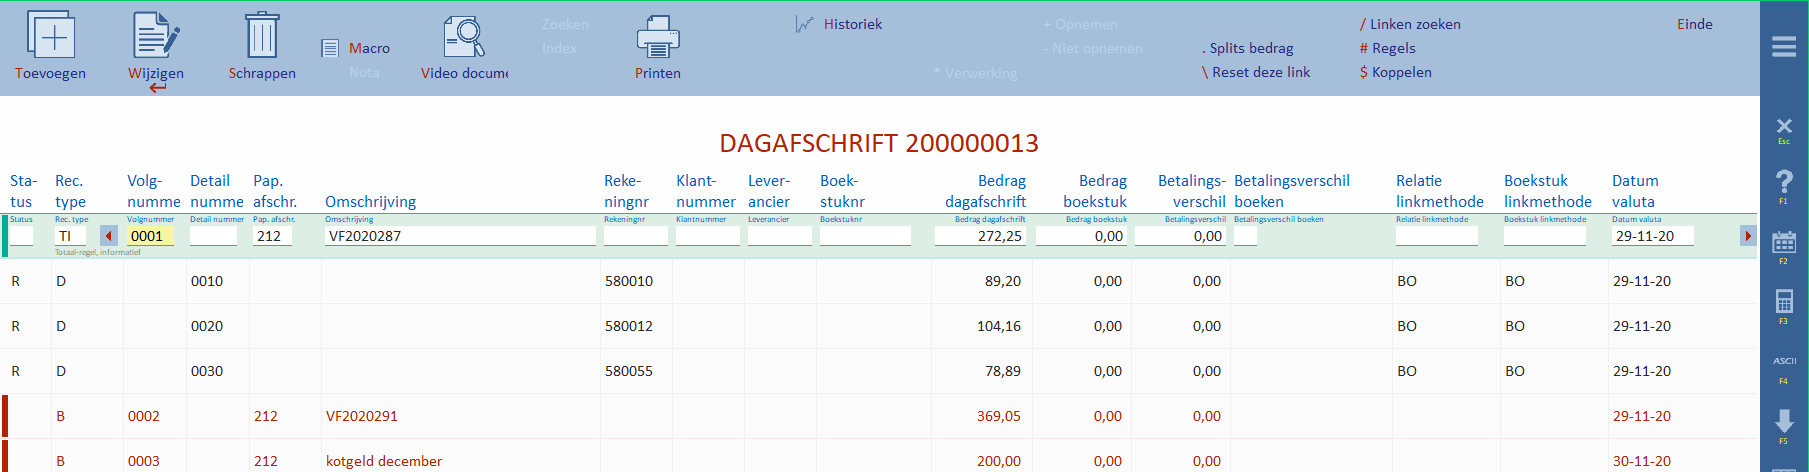 Toevoegen Wijzigen Schrappen Macro Nota Video docume Zoeken Index Printen Historiek * Verwerking + Opnemen - Niet opnemen . Splits bedrag \ Reset deze link / Linken zoeken # Regels $ Koppelen Einde
DAGAFSCHRIFT 200000013
Sta- Rec. Volg- Detail Pap. Reke- Klant- Lever- Boek- Bedrag Bedrag Betalings- Betalingsverschil Relatie Boekstuk Datum
tus type numme numme afschr. Omschrijving ningnr nummer ancier stuknr dagafschrift boekstuk verschil boeken linkmethode linkmethode valuta
Status Rec. type Volgnummer Detail nummer Pap. afschr. Omschrijving Rekeningnr Klantnummer Leverancier Boekstuknr Bedrag dagafschrift Bedrag boekstuk Betalingsverschil Betalingsverschil boeken Relatie linkmethode Boekstuk linkmethode Datum valuta
TI 0001 212 VF2020287 272,25 0,00 0,00 29-11-20
Totaal-regel, informatief
R D 0010 580010 89,20 0,00 0,00 BO BO 29-11-20
R D 0020 580012 104,16 0,00 0,00 BO BO 29-11-20
R D 0030 580055 78,89 0,00 0,00 BO BO 29-11-20
B 0002 212 VF2020291 369,05 0,00 0,00 29-11-20
B 0003 212 kotgeld december 200,00 0,00 0,00 30-11-20
Esc
F1
F2
F3
ASCII
F4
F5